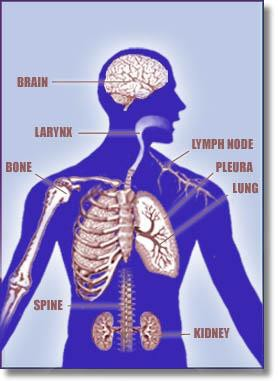 BRAIN
LARYNX
LYMPH NODE
BONE
PLEURA
LUNG
SPINE
KIDNEY